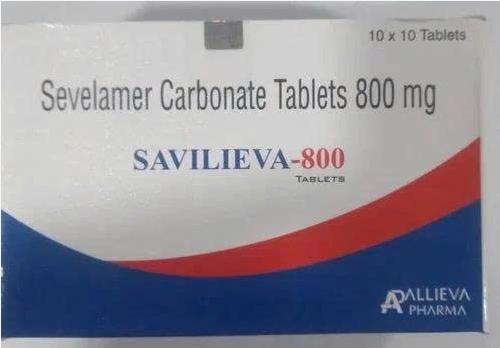 10 x 10 Tablets
Sevelamer Carbonate Tablets 800 mg
SAVILIEVA-800
TABLETS
ALLIEVA
PHARMA